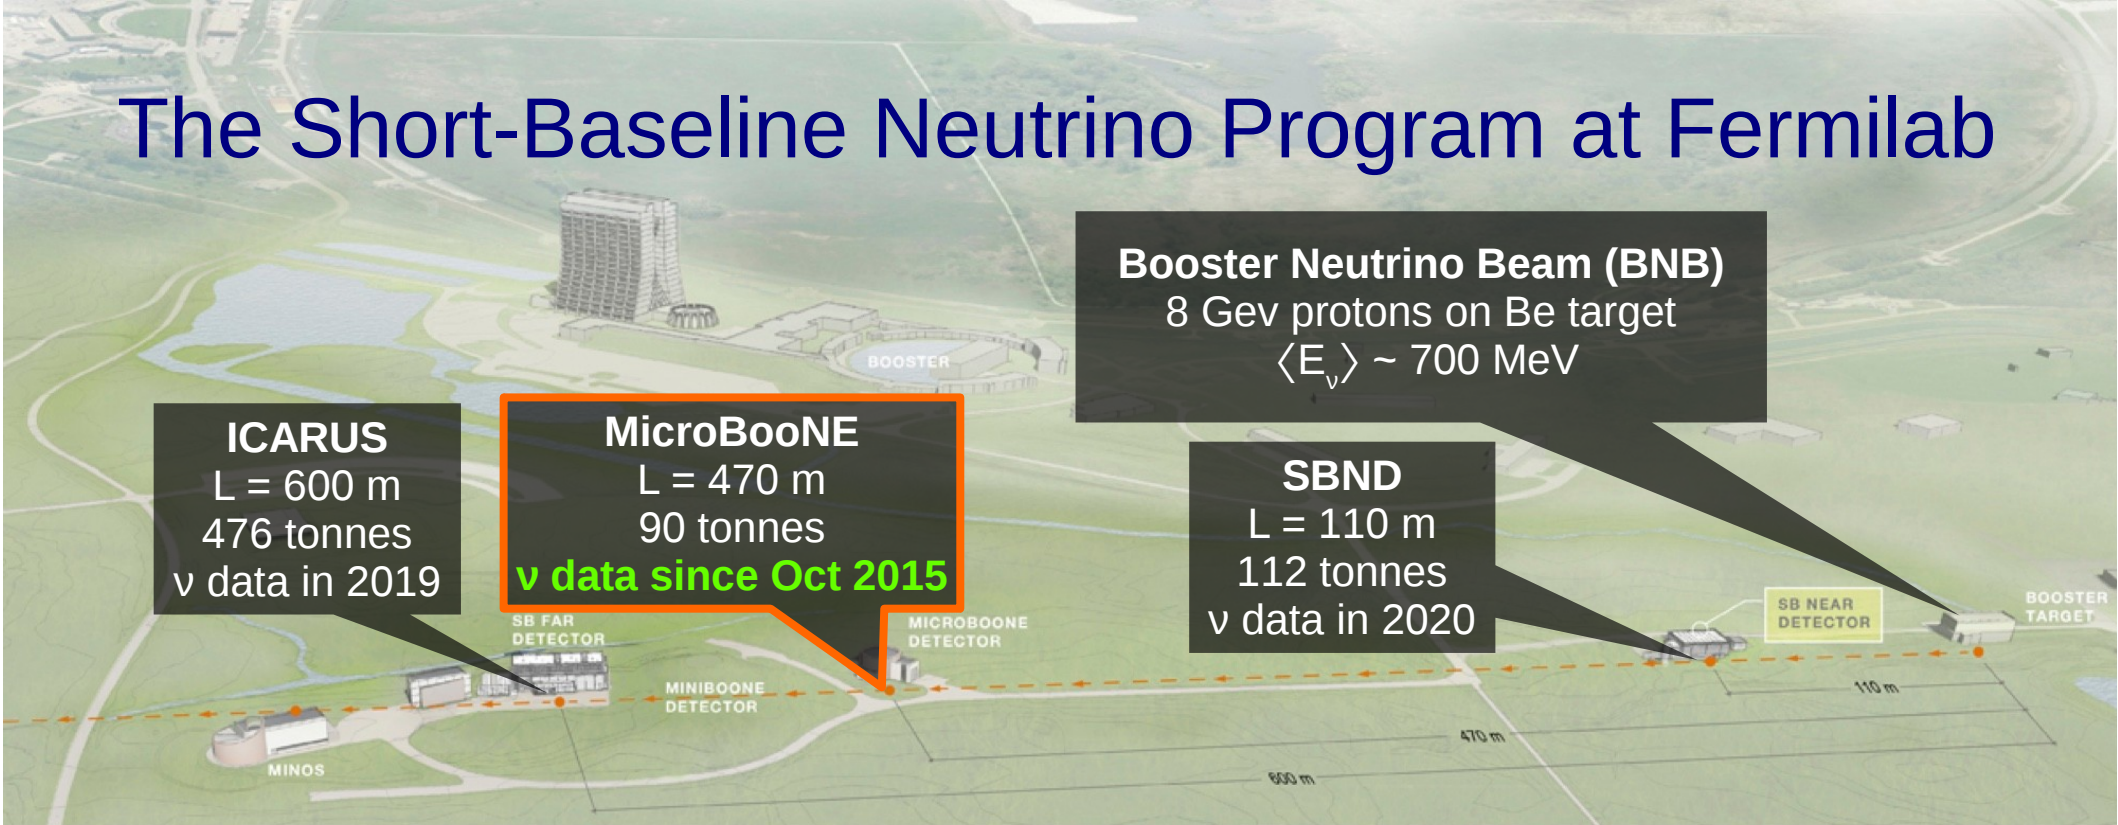 The Short-Baseline Neutrino Program at Fermilab
Booster Neutrino Beam (BNB)
8 Gev protons on Be target
⟨Eν⟩ ~ 700 MeV
BOOSTER
ICARUS
L = 600 m
476 tonnes
ν data in 2019
MicroBooNE
L = 470 m
90 tonnes
ν data since Oct 2015
SBND
L = 110 m
112 tonnes
ν data in 2020
SB NEAR
DETECTOR
BOOSTER
TARGET
SB FAR
DETECTOR
MICROBOONE
DETECTOR
MINIBOONE
DETECTOR
MINOS
110 m
470 m
600 m